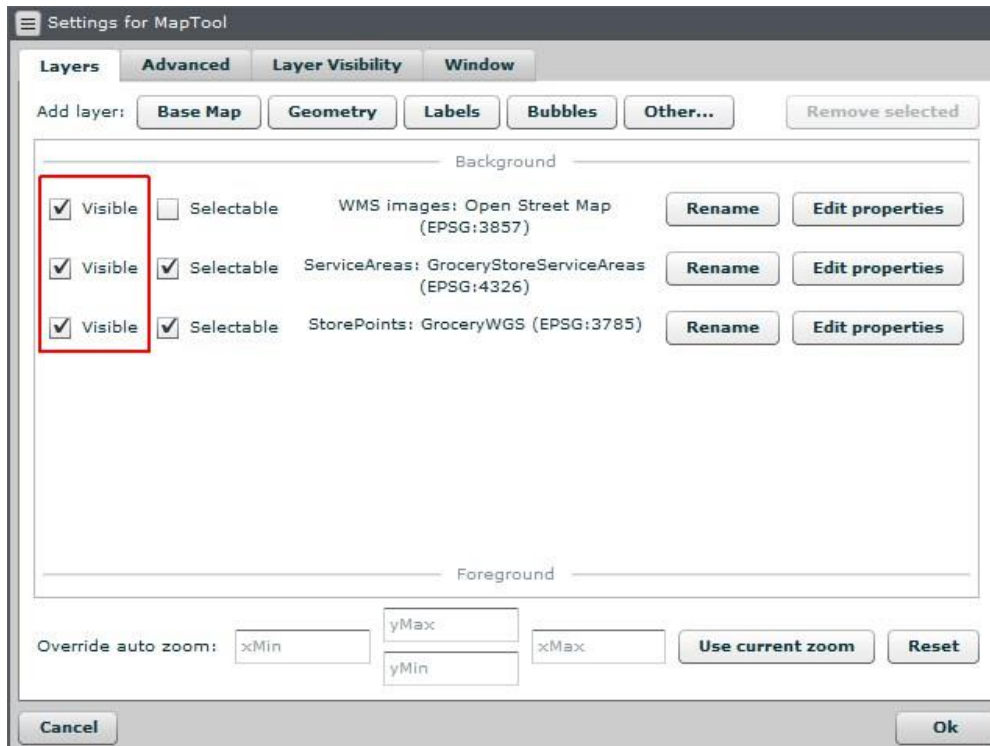 Settings for MapTool
Layers Advanced Layer Visibility Window
Add layer: Base Map Geometry Labels Bubbles Other... Remove selected
Background
Visible Selectable WMS images: Open Street Map (EPSG:3857) Rename Edit properties
Visible Selectable ServiceAreas: GroceryStoreServiceAreas (EPSG:4326) Rename Edit properties
Visible Selectable StorePoints: GroceryWGS (EPSG:3785) Rename Edit properties
Foreground
yMax
Override auto zoom: xMin xMax Use current zoom Reset
yMin
Cancel Ok